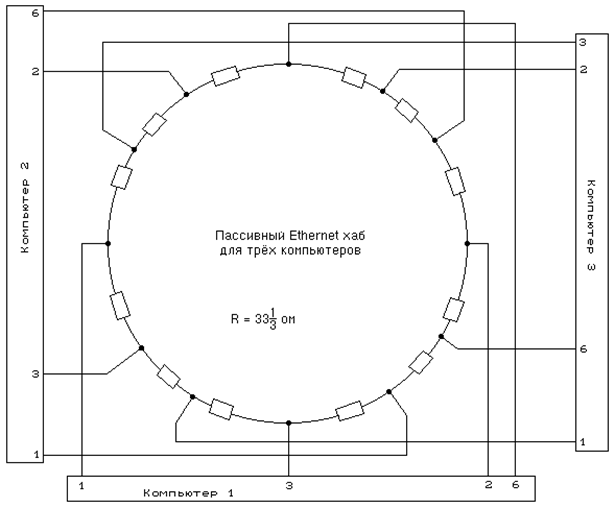 6
2
Компьютер 2
3
1
3
2
Компьютер 3
6
1
Пассивный Ethernet хаб
для трёх компьютеров
R = 33 1/3 ом
1 3 2 6
Компьютер 1